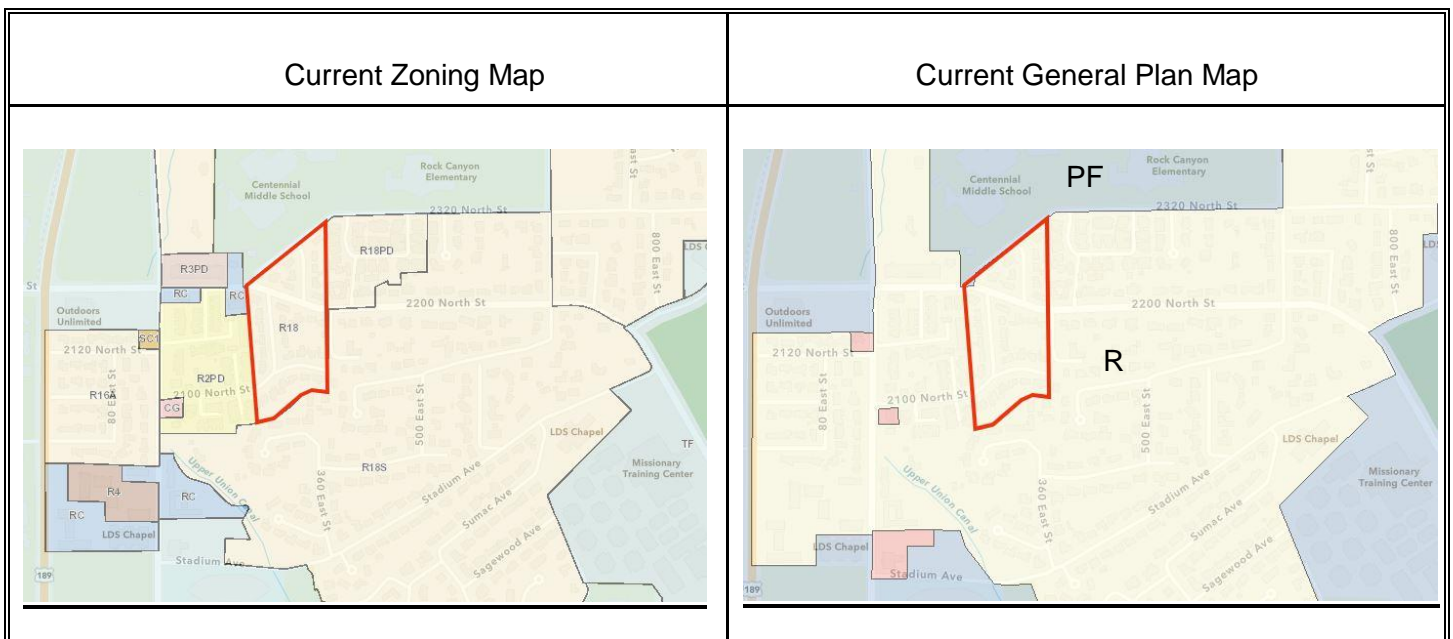 Current Zoning Map
Current General Plan Map
Centennial
Middle School
Rock Canyon
Elementary
East St
2320 North St
R18PD
800 East St
LDS
R3PD
RC
RC
St
2200 North St
Outdoors
Unlimited
R18
SC1
2120 North St
R2PD
2100 North St
R16A
80 East St
CG
500 East St
LDS Chapel
TF
Missionary
Training Center
R18S
Upper Union Canal
360 East St
Stadium Ave
R4
RC
RC
Sumac Ave
LDS Chapel
Sagewood Ave
Stadium Ave
189
PF
Rock Canyon
Elementary
Centennial
Middle School
East St
2320 North St
800 East St
LD
2200 North St
Outdoors
Unlimited
2120 North St
R
2100 North St
80 East St
500 East St
LDS Chapel
Missionary
Training Center
Upper Union Canal
360 East St
Stadium Ave
Sumac Ave
LDS Chapel
Sagewood Ave
Stadium Ave
189